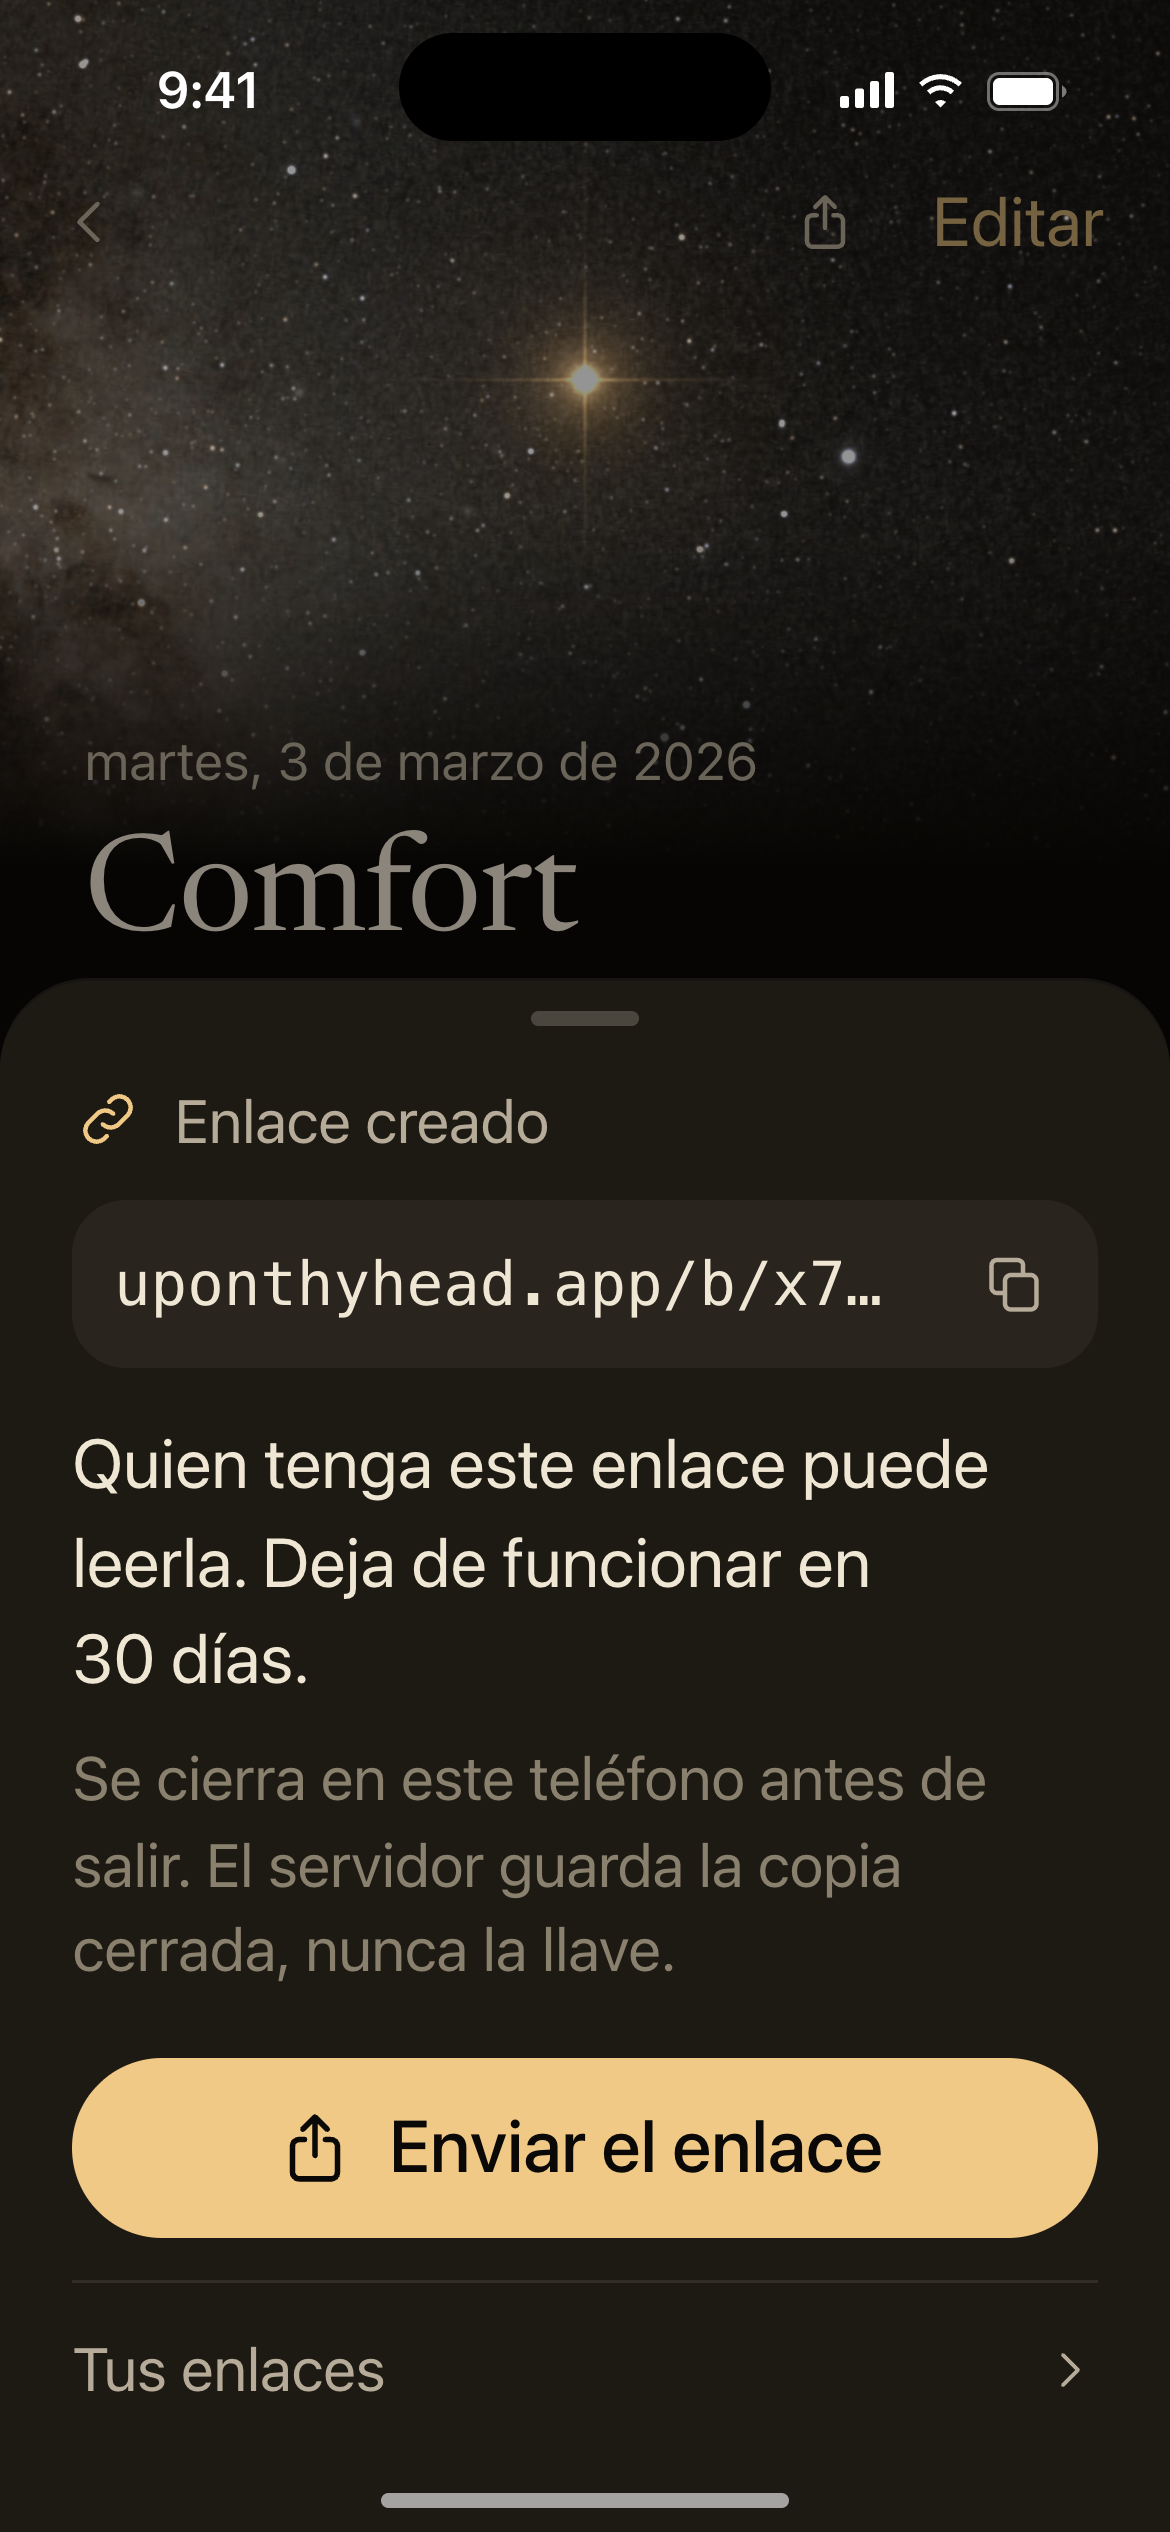 9:41
Editar
martes, 3 de marzo de 2026
Comfort
Enlace creado
uponthyhead.app/b/x7…
Quien tenga este enlace puede
leerla. Deja de funcionar en
30 días.
Se cierra en este teléfono antes de
salir. El servidor guarda la copia
cerrada, nunca la llave.
Enviar el enlace
Tus enlaces